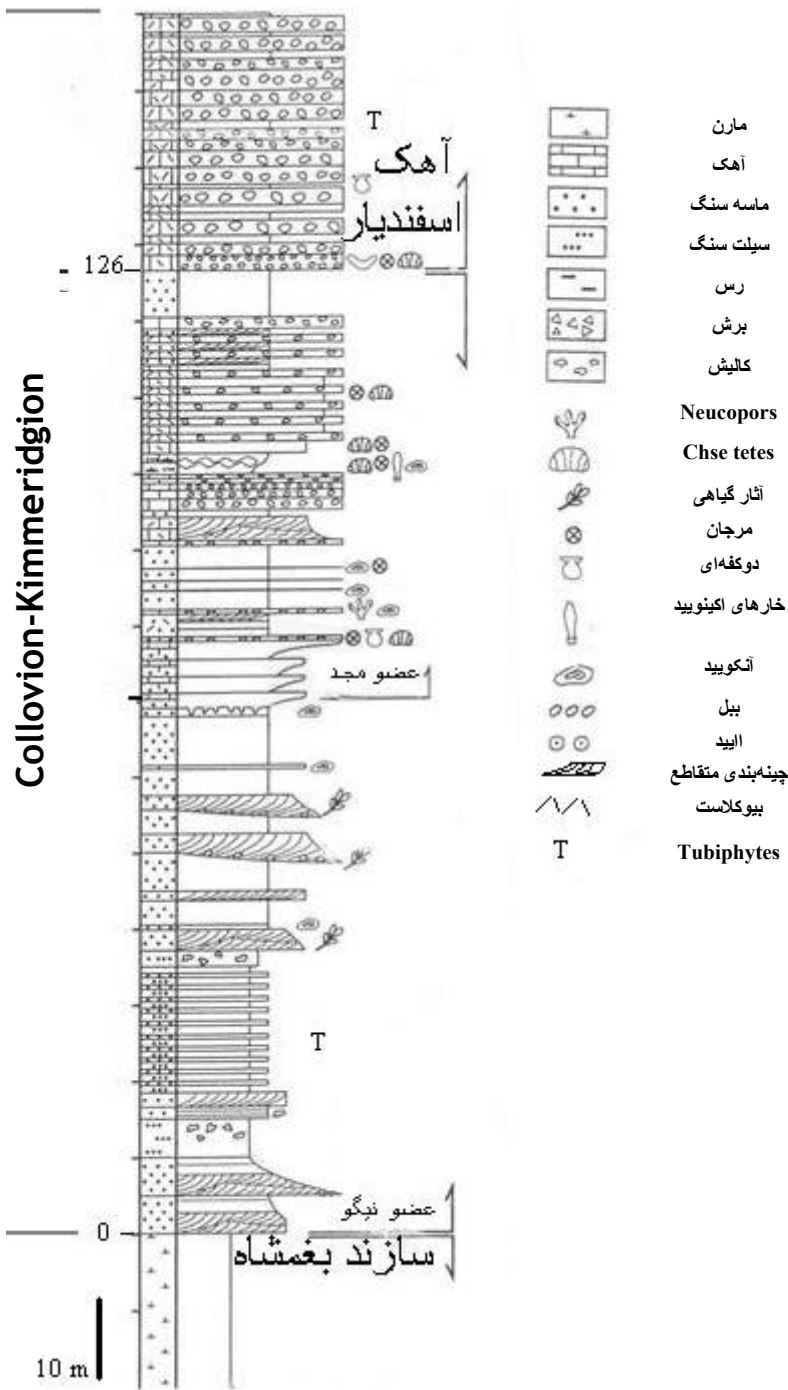 Collovion-Kimmeridgion
T
آهک
اسفندیار
126
عضو مجد
T
عضو نیگو
0
سازند بغمشاه
10 m
مارن
آهک
ماسه سنگ
سیلت سنگ
رس
برش
کالیش
Neucopors
Chse tetes
آثار گیاهی
مرجان
دوکفه‌ای
خارهای اکینویید
آنکویید
ببل
اایید
چینه‌بندی متقاطع
بیوکلاست
T
Tubiphytes